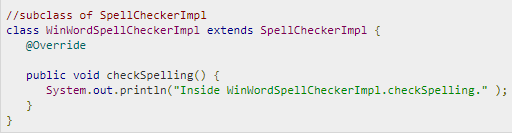 //subclass of SpellCheckerImpl
class WinWordSpellCheckerImpl extends SpellCheckerImpl {
@Override
public void checkSpelling() {
System.out.println("Inside WinWordSpellCheckerImpl.checkSpelling." );
}
}